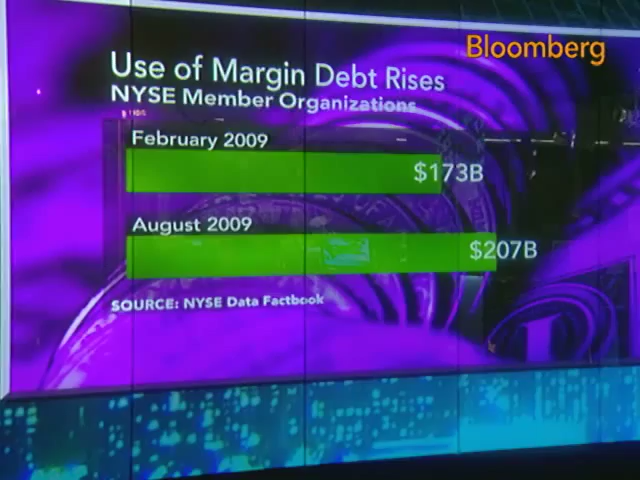 Bloomberg
Use of Margin Debt Rises
NYSE Member Organizations
February 2009
$173B
August 2009
$207B
SOURCE: NYSE Data Factbook